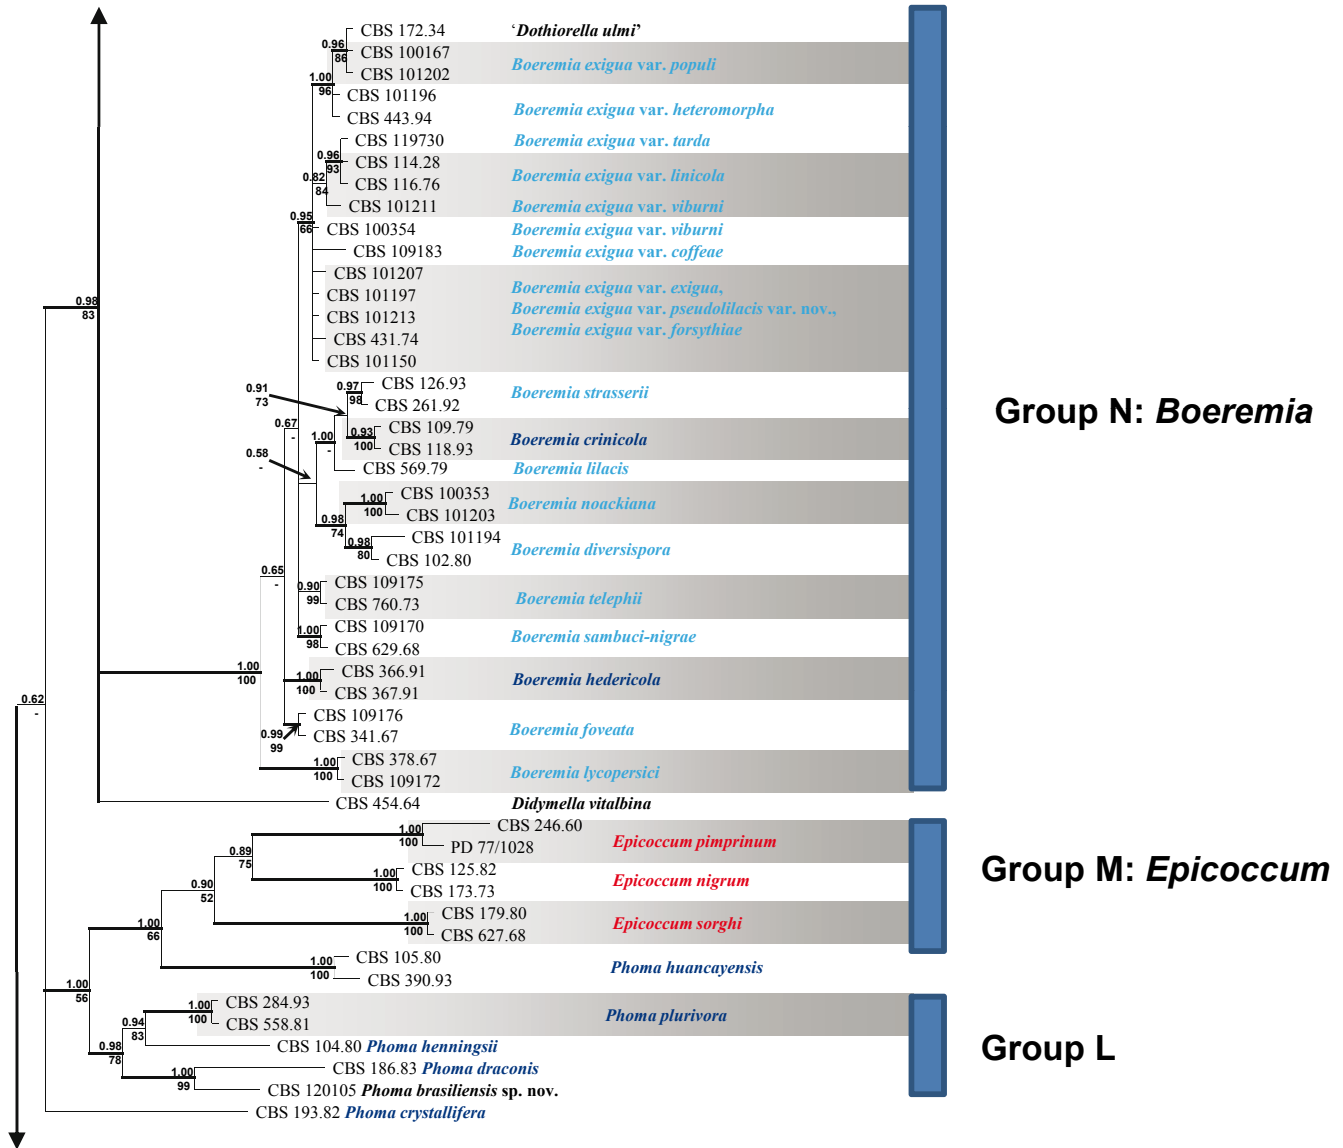 CBS 172.34 ‘Dothiorella ulmi’
0.96
86
CBS 100167
CBS 101202
Boeremia exigua var. populi
1.00
96
CBS 101196
CBS 443.94
Boeremia exigua var. heteromorpha
CBS 119730 Boeremia exigua var. tarda
0.96
93
CBS 114.28
CBS 116.76
Boeremia exigua var. linicola
0.82
84
CBS 101211 Boeremia exigua var. viburni
0.95
66
CBS 100354 Boeremia exigua var. viburni
CBS 109183 Boeremia exigua var. coffeae
CBS 101207
CBS 101197
CBS 101213
CBS 431.74
CBS 101150
Boeremia exigua var. exigua,
Boeremia exigua var. pseudolilacis var. nov.,
Boeremia exigua var. forsythiae
0.98
83
0.91
73
0.97
98
CBS 126.93
CBS 261.92
Boeremia strasserii
0.93
100
CBS 109.79
CBS 118.93
Boeremia crinicola
0.67
-
1.00
-
0.58
-
CBS 569.79 Boeremia lilacis
1.00
100
CBS 100353
CBS 101203
Boeremia noackiana
0.98
74
0.98
80
CBS 101194
CBS 102.80
Boeremia diversispora
0.65
-
0.90
99
CBS 109175
CBS 760.73
Boeremia telephii
1.00
98
CBS 109170
CBS 629.68
Boeremia sambuci-nigrae
1.00
100
1.00
100
CBS 366.91
CBS 367.91
Boeremia hedericola
0.62
-
0.99
99
CBS 109176
CBS 341.67
Boeremia foveata
1.00
100
CBS 378.67
CBS 109172
Boeremia lycopersici
Group N: Boeremia
CBS 454.64 Didymella vitalbina
1.00
100
CBS 246.60
PD 77/1028
Epicoccum pimprinum
0.89
75
1.00
100
CBS 125.82
CBS 173.73
Epicoccum nigrum
0.90
52
1.00
100
CBS 179.80
CBS 627.68
Epicoccum sorghi
Group M: Epicoccum
1.00
66
1.00
100
CBS 105.80
CBS 390.93
Phoma huancayensis
1.00
56
1.00
100
CBS 284.93
CBS 558.81
Phoma plurivora
0.94
83
CBS 104.80 Phoma henningsii
0.98
78
1.00
99
CBS 186.83 Phoma draconis
CBS 120105 Phoma brasiliensis sp. nov.
Group L
CBS 193.82 Phoma crystallifera